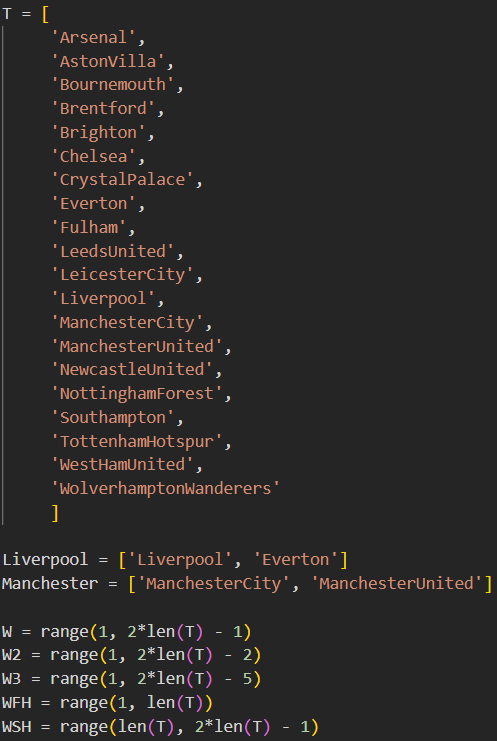 T = [
'Arsenal',
'AstonVilla',
'Bournemouth',
'Brentford',
'Brighton',
'Chelsea',
'CrystalPalace',
'Everton',
'Fulham',
'LeedsUnited',
'LeicesterCity',
'Liverpool',
'ManchesterCity',
'ManchesterUnited',
'NewcastleUnited',
'NottinghamForest',
'Southampton',
'TottenhamHotspur',
'WestHamUnited',
'WolverhamptonWanderers'
]
Liverpool = ['Liverpool', 'Everton']
Manchester = ['ManchesterCity', 'ManchesterUnited']
W = range(1, 2*len(T) - 1)
W2 = range(1, 2*len(T) - 2)
W3 = range(1, 2*len(T) - 5)
WFH = range(1, len(T))
WSH = range(len(T), 2*len(T) - 1)